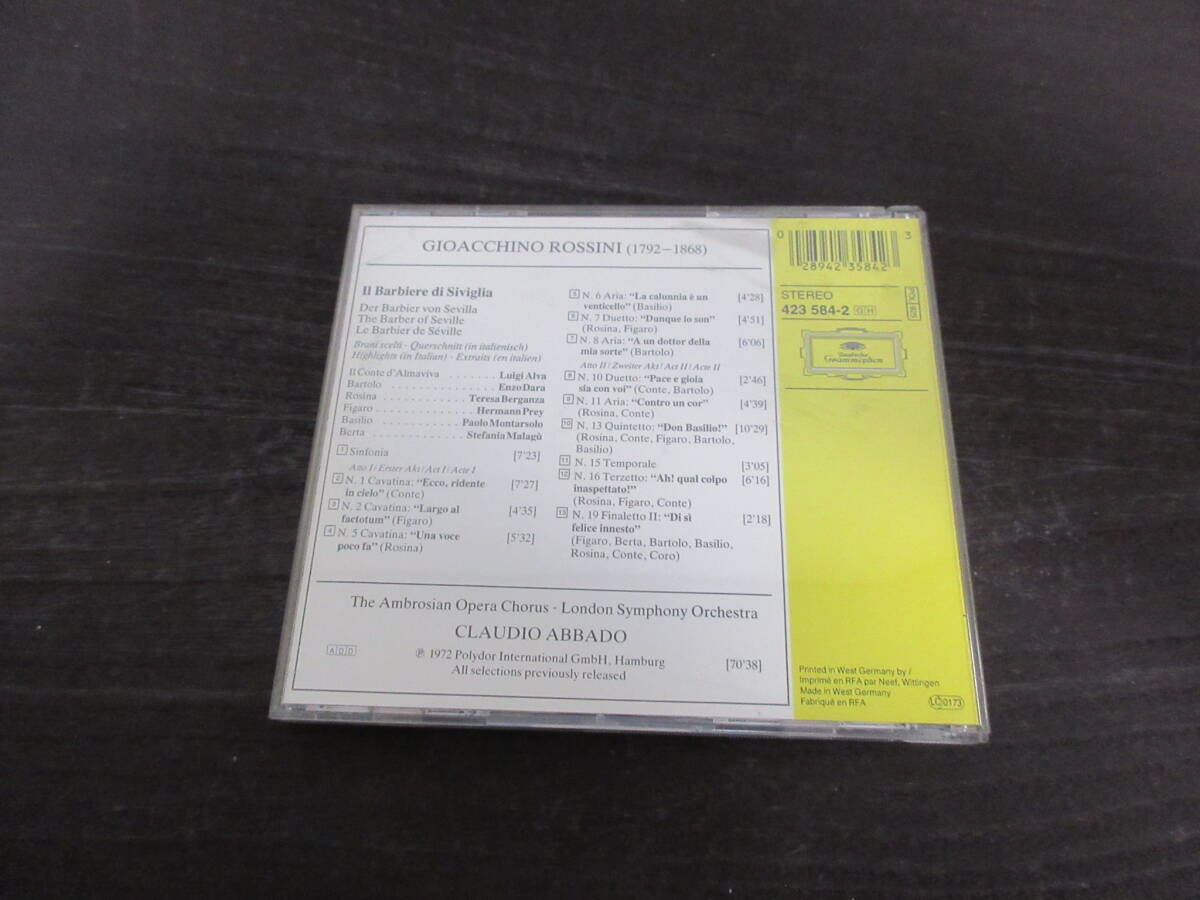 GIOACCHINO ROSSINI (1792–1868)
Il Barbiere di Siviglia
Der Barbier von Sevilla
The Barber of Seville
Le Barbier de Séville
Brani scelti · Querschnitt (in italienisch)
Highlights (in Italian) · Extraits (en italien)
Il Conte d'Almaviva . . . . . . . Luigi Alva
Bartolo . . . . . . . . . . . Enzo Dara
Rosina . . . . . . . . . Teresa Berganza
Figaro . . . . . . . . . . Hermann Prey
Basilio . . . . . . . . . Paolo Montarsolo
Berta . . . . . . . . . . Stefania Malagù
1 Sinfonia [7'23]
Atto I / Erster Akt / Act I / Acte I
2 N. 1 Cavatina: "Ecco, ridente [7'27]
in cielo" (Conte)
3 N. 2 Cavatina: "Largo al [4'35]
factotum" (Figaro)
4 N. 5 Cavatina: "Una voce [5'32]
poco fa" (Rosina)
5 N. 6 Aria: "La calunnia è un [4'28]
venticello" (Basilio)
6 N. 7 Duetto: "Dunque io son" [4'51]
(Rosina, Figaro)
7 N. 8 Aria: "A un dottor della [6'06]
mia sorte" (Bartolo)
Atto II / Zweiter Akt / Act II / Acte II
8 N. 10 Duetto: "Pace e gioia [2'46]
sia con voi" (Conte, Bartolo)
9 N. 11 Aria: "Contro un cor" [4'39]
(Rosina, Conte)
10 N. 13 Quintetto: "Don Basilio!" [10'29]
(Rosina, Conte, Figaro, Bartolo,
Basilio)
11 N. 15 Temporale [3'05]
12 N. 16 Terzetto: "Ah! qual colpo [6'16]
inaspettato!"
(Rosina, Figaro, Conte)
13 N. 19 Finaletto II: "Di sì [2'18]
felice innesto"
(Figaro, Berta, Bartolo, Basilio,
Rosina, Conte, Coro)
The Ambrosian Opera Chorus · London Symphony Orchestra
CLAUDIO ABBADO
ADD
℗ 1972 Polydor International GmbH, Hamburg [70'38]
All selections previously released
0 28942 35842 3
STEREO
423 584-2 GH
Deutsche
Grammophon
Printed in West Germany by /
Imprimé en RFA par Neef, Wittingen
Made in West Germany
Fabriqué en RFA
LC 0173